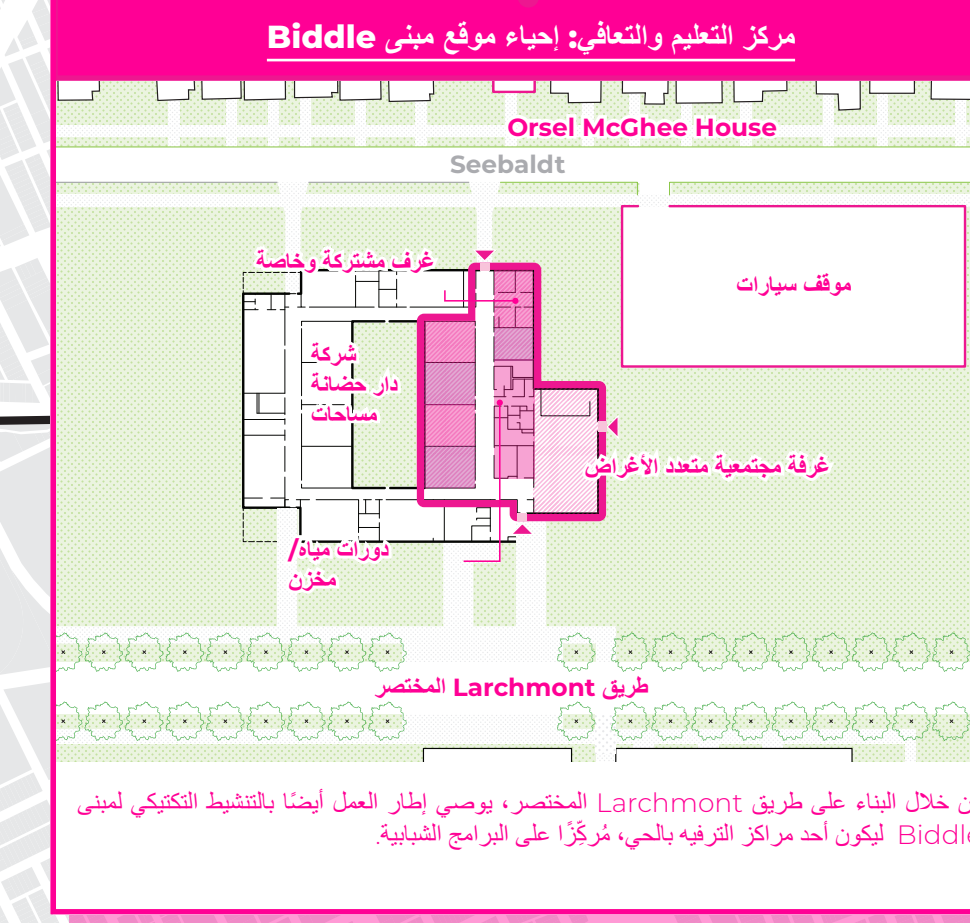 مركز التعليم والتعافي: إحياء موقع مبنى Biddle
Orsel McGhee House
Seebaldt
غرف مشتركة وخاصة
موقف سيارات
شركة
دار حضانة
مساحات
غرفة مجتمعية متعدد الأغراض
دورات مياه/
مخزن
طريق Larchmont المختصر
خلال البناء على طريق Larchmont المختصر، يوصي إطار العمل أيضًا بالتنشيط التكتيكي لمبنى
Biddle ليكون أحد مراكز الترفيه بالحي، مُركِّزًا على البرامج الشبابية.